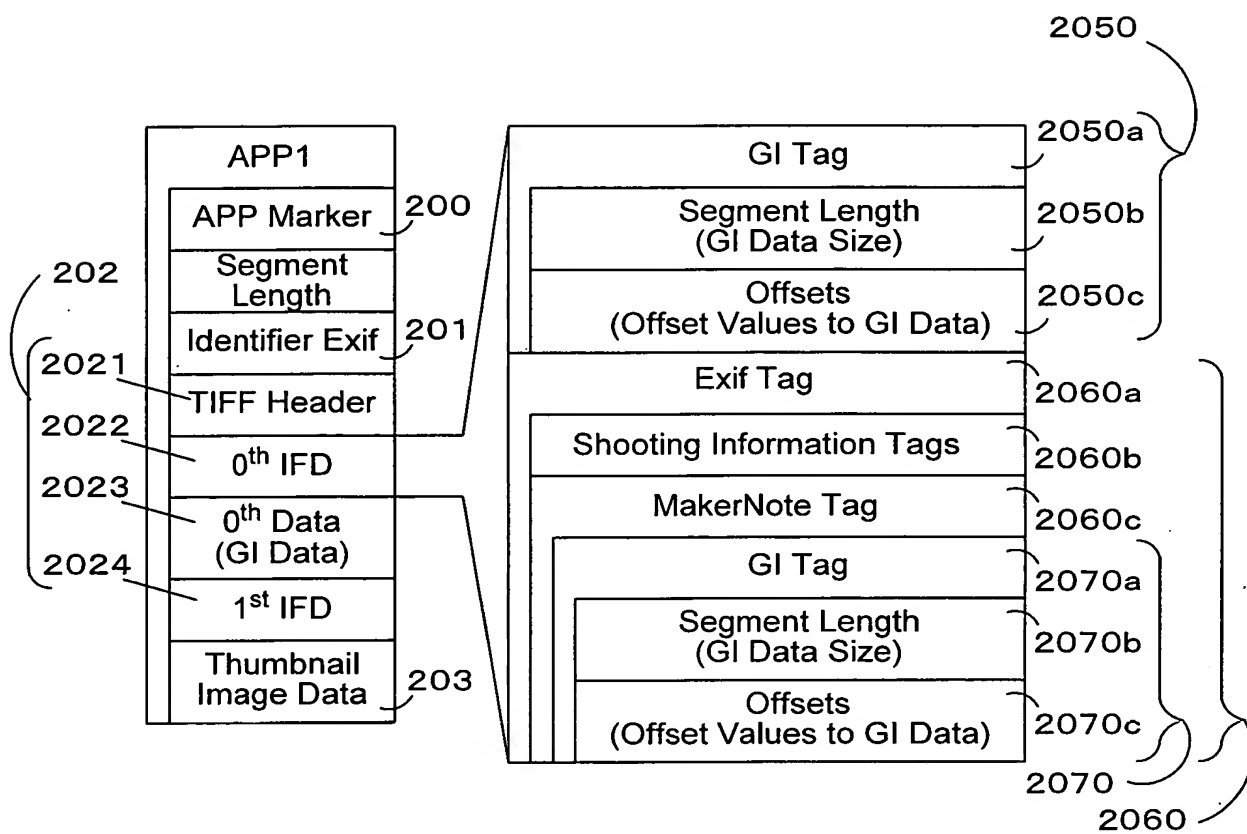 2050
APP1
APP Marker
200
Segment
Length
202
Identifier Exif
201
2021
TIFF Header
2022
0th IFD
2023
0th Data
(GI Data)
2024
1st IFD
Thumbnail
Image Data
203
GI Tag
2050a
Segment Length
(GI Data Size)
2050b
Offsets
(Offset Values to GI Data)
2050c
Exif Tag
2060a
Shooting Information Tags
2060b
MakerNote Tag
2060c
GI Tag
2070a
Segment Length
(GI Data Size)
2070b
Offsets
(Offset Values to GI Data)
2070c
2070
2060